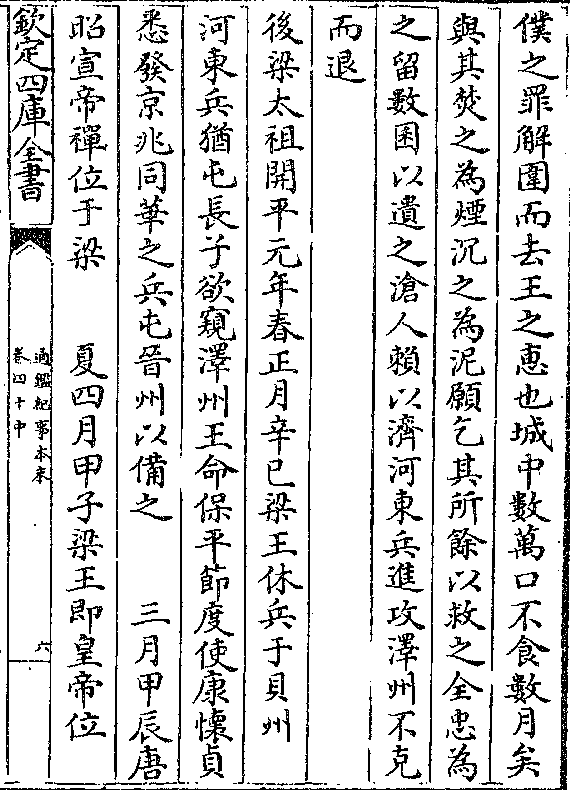 僕之罪解圍而去王之惠也城中數萬口不食數月矣
與其焚之為煙沉之為泥願乞其所餘以救之全忠為
之留數囷以遺之滄人賴以濟河東兵進攻澤州不克
而退
後梁太祖開平元年春正月辛巳梁王休兵于貝州
河東兵猶屯長子欲窺澤州王命保平節度使康懷貞
悉發京兆同華之兵屯晉州以備之　三月甲辰唐
昭宣帝禪位于梁　夏四月甲子梁王即皇帝位
欽定四庫全書
通鑑紀事本末
卷四十中
六